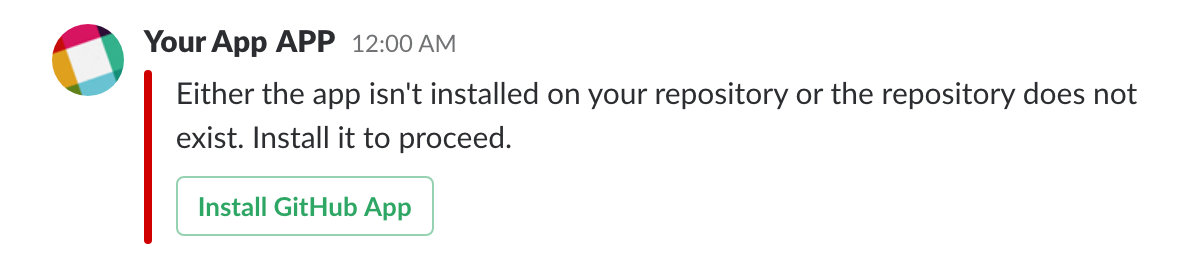 Your App APP 12:00 AM
Either the app isn't installed on your repository or the repository does not
exist. Install it to proceed.
Install GitHub App